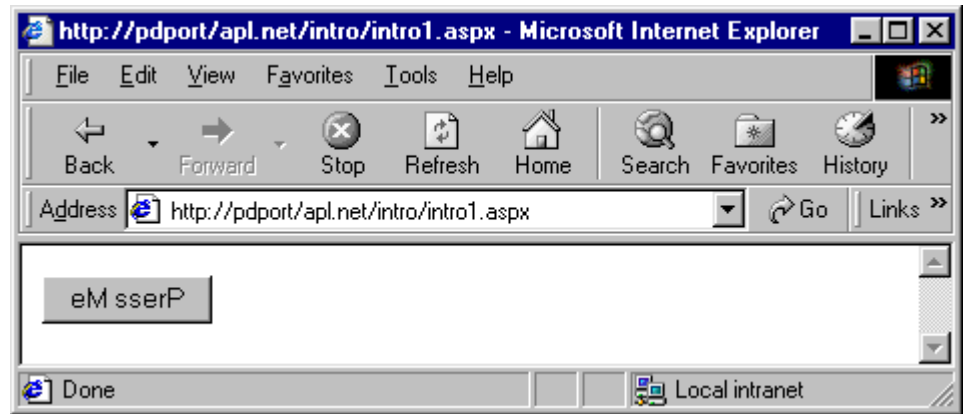 http://pdport/apl.net/intro/intro1.aspx - Microsoft Internet Explorer
File Edit View Favorites Tools Help
Back Forward Stop Refresh Home Search Favorites History »
Address http://pdport/apl.net/intro/intro1.aspx Go Links »
eM sserP
Done Local intranet